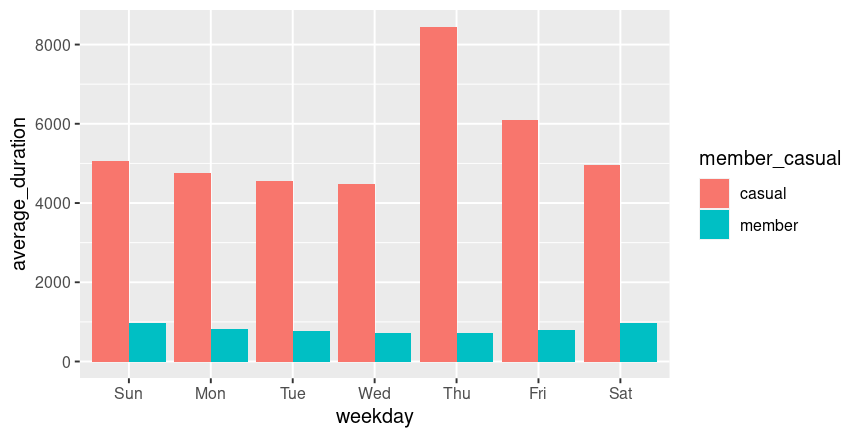 8000
6000
4000
2000
0
average_duration
Sun Mon Tue Wed Thu Fri Sat
weekday
member_casual
casual
member